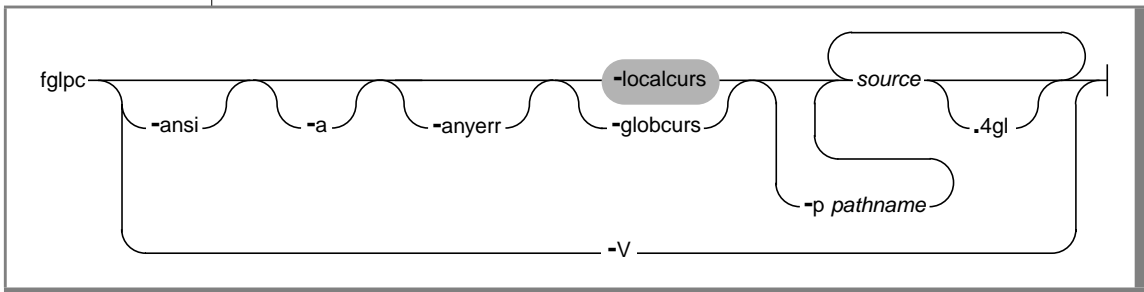 fglpc -localcurs source
-ansi -a -anyerr -globcurs .4gl
-p pathname
-V